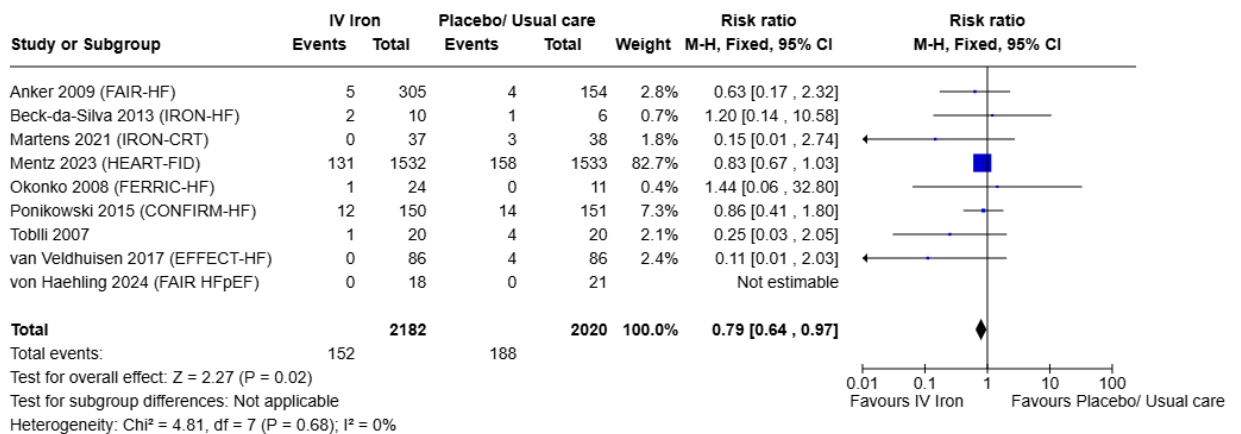 IV Iron Placebo/ Usual care Risk ratio Risk ratio
Study or Subgroup Events Total Events Total Weight M-H, Fixed, 95% CI M-H, Fixed, 95% CI
Anker 2009 (FAIR-HF) 5 305 4 154 2.8% 0.63 [0.17 , 2.32]
Beck-da-Silva 2013 (IRON-HF) 2 10 1 6 0.7% 1.20 [0.14 , 10.58]
Martens 2021 (IRON-CRT) 0 37 3 38 1.8% 0.15 [0.01 , 2.74]
Mentz 2023 (HEART-FID) 131 1532 158 1533 82.7% 0.83 [0.67 , 1.03]
Okonko 2008 (FERRIC-HF) 1 24 0 11 0.4% 1.44 [0.06 , 32.80]
Ponikowski 2015 (CONFIRM-HF) 12 150 14 151 7.3% 0.86 [0.41 , 1.80]
Toblli 2007 1 20 4 20 2.1% 0.25 [0.03 , 2.05]
van Veldhuisen 2017 (EFFECT-HF) 0 86 4 86 2.4% 0.11 [0.01 , 2.03]
von Haehling 2024 (FAIR HFpEF) 0 18 0 21 Not estimable
Total 2182 2020 100.0% 0.79 [0.64 , 0.97]
Total events: 152 188
Test for overall effect: Z = 2.27 (P = 0.02)
Test for subgroup differences: Not applicable
Heterogeneity: Chi² = 4.81, df = 7 (P = 0.68); I² = 0%
0.01 0.1 1 10 100
Favours IV Iron Favours Placebo/ Usual care